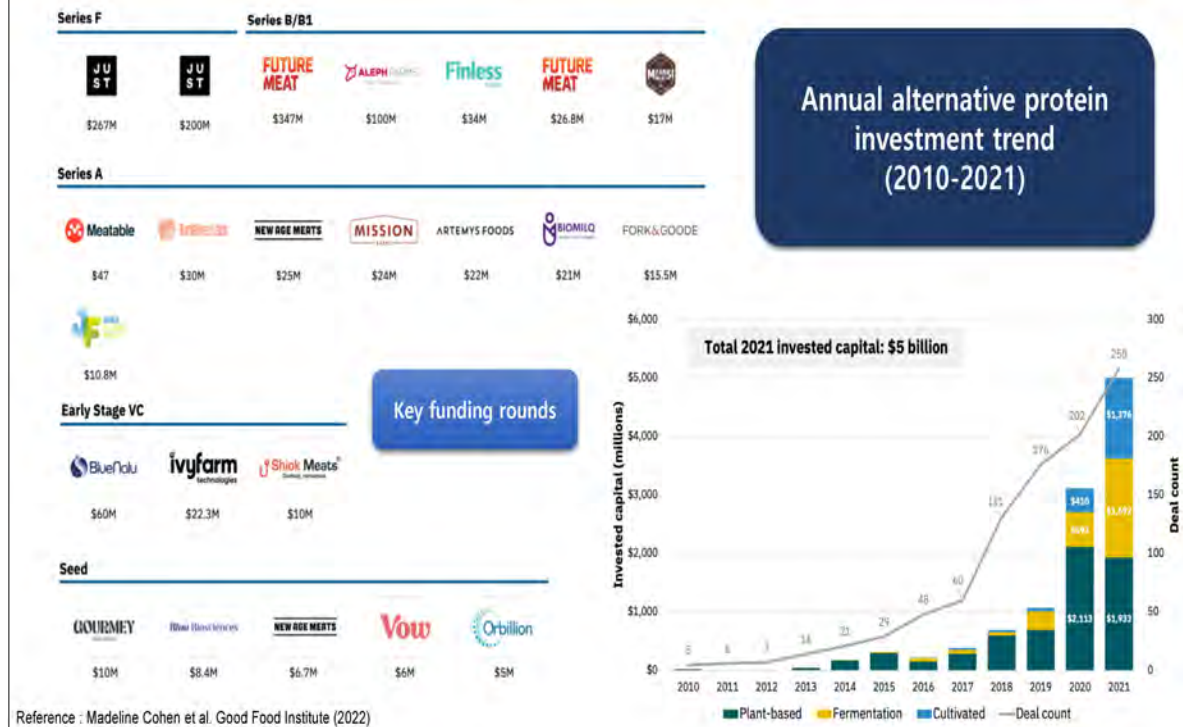 Series F
Series B/B1
JUST
JUST
FUTURE MEAT
ALEPH FARMS
Finless
FUTURE MEAT
$267M
$200M
$347M
$100M
$34M
$26.8M
$17M
Annual alternative protein
investment trend
(2010-2021)
Series A
Meatable
NEW AGE MEATS
MISSION
ARTEMYS FOODS
BIOMILQ
FORK&GOODE
$47
$30M
$25M
$24M
$22M
$21M
$15.5M
$10.8M
Key funding rounds
Early Stage VC
BlueNalu
ivyfarm
technologies
Shiok Meats
$60M
$22.3M
$10M
Seed
GOURMEY
NEW AGE MEATS
Vow
Orbillion
$10M
$8.4M
$6.7M
$6M
$5M
Total 2021 invested capital: $5 billion
Invested capital (millions)
$6,000
$5,000
$4,000
$3,000
$2,000
$1,000
$0
Deal count
300
250
200
150
100
50
0
14
21
29
48
60
131
176
202
$2,113
$410
$1,933
$1,376
2010
2011
2012
2013
2014
2015
2016
2017
2018
2019
2020
2021
Plant-based
Fermentation
Cultivated
Deal count
Reference : Madeline Cohen et al. Good Food Institute (2022)